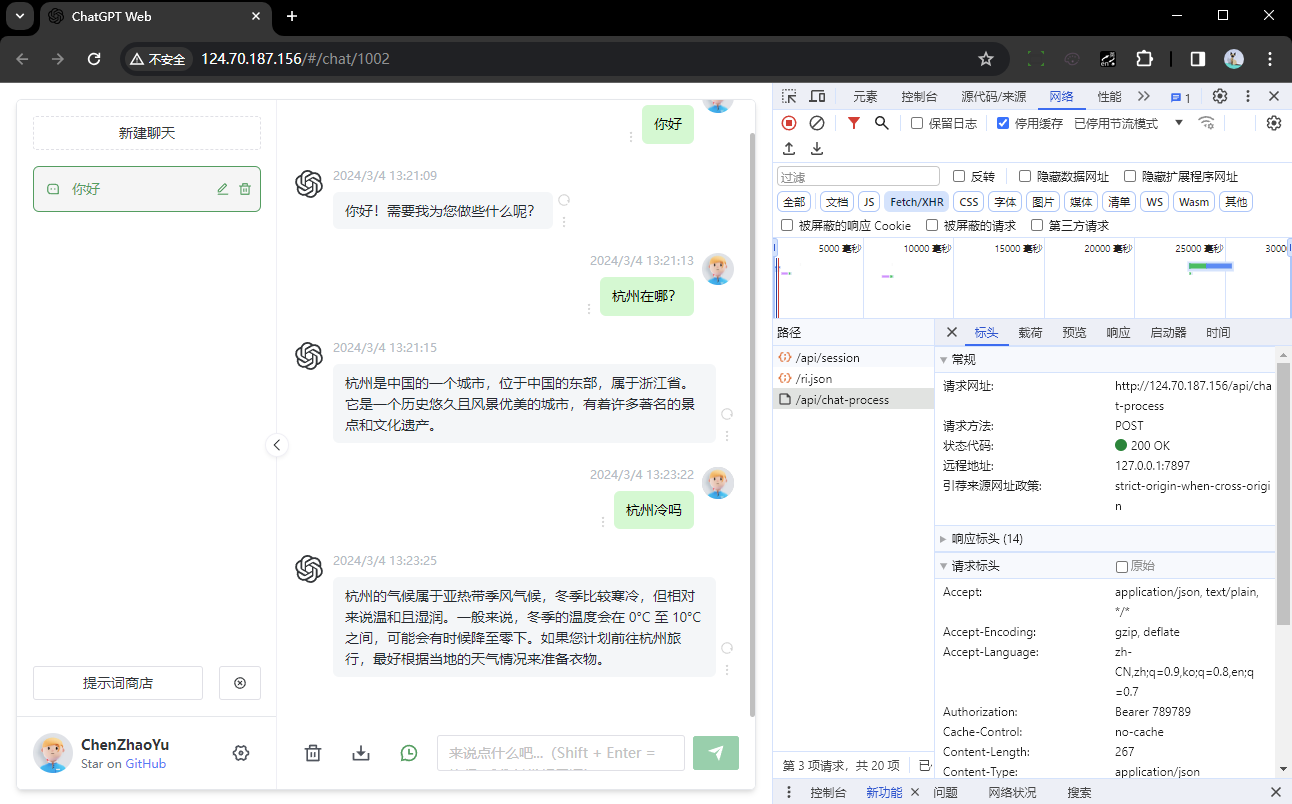 ChatGPT Web
不安全
124.70.187.156/#/chat/1002
新建聊天
你好
提示词商店
ChenZhaoYu
Star on GitHub
你好
2024/3/4 13:21:09
你好！需要我为您做些什么呢？
2024/3/4 13:21:13
杭州在哪？
2024/3/4 13:21:15
杭州是中国的一个城市，位于中国的东部，属于浙江省。
它是一个历史悠久且风景优美的城市，有着许多著名的景
点和文化遗产。
2024/3/4 13:23:22
杭州冷吗
2024/3/4 13:23:25
杭州的气候属于亚热带季风气候，冬季比较寒冷，但相对
来说温和且湿润。一般来说，冬季的温度会在 0°C 至 10°C
之间，可能会有时候降至零下。如果您计划前往杭州旅
行，最好根据当地的天气情况来准备衣物。
来说点什么吧...（Shift + Enter =
元素 控制台 源代码/来源 网络 性能 1
保留日志 停用缓存 已停用节流模式
过滤 反转 隐藏数据网址 隐藏扩展程序网址
全部 文档 JS Fetch/XHR CSS 字体 图片 媒体 清单 WS Wasm 其他
被屏蔽的响应 Cookie 被屏蔽的请求 第三方请求
5000 毫秒 10000 毫秒 15000 毫秒 20000 毫秒 25000 毫秒 3000
路径
/api/session
/ri.json
/api/chat-process
第 3 项请求，共 20 项
标头 载荷 预览 响应 启动器 时间
常规
请求网址: http://124.70.187.156/api/cha
t-process
请求方法: POST
状态代码: 200 OK
远程地址: 127.0.0.1:7897
引荐来源网址政策: strict-origin-when-cross-origi
n
响应标头 (14)
请求标头 原始
Accept: application/json, text/plain,
*/*
Accept-Encoding: gzip, deflate
Accept-Language: zh-
CN,zh;q=0.9,ko;q=0.8,en;q
=0.7
Authorization: Bearer 789789
Cache-Control: no-cache
Content-Length: 267
Content-Type: application/json
控制台 新功能 问题 网络状况 搜索